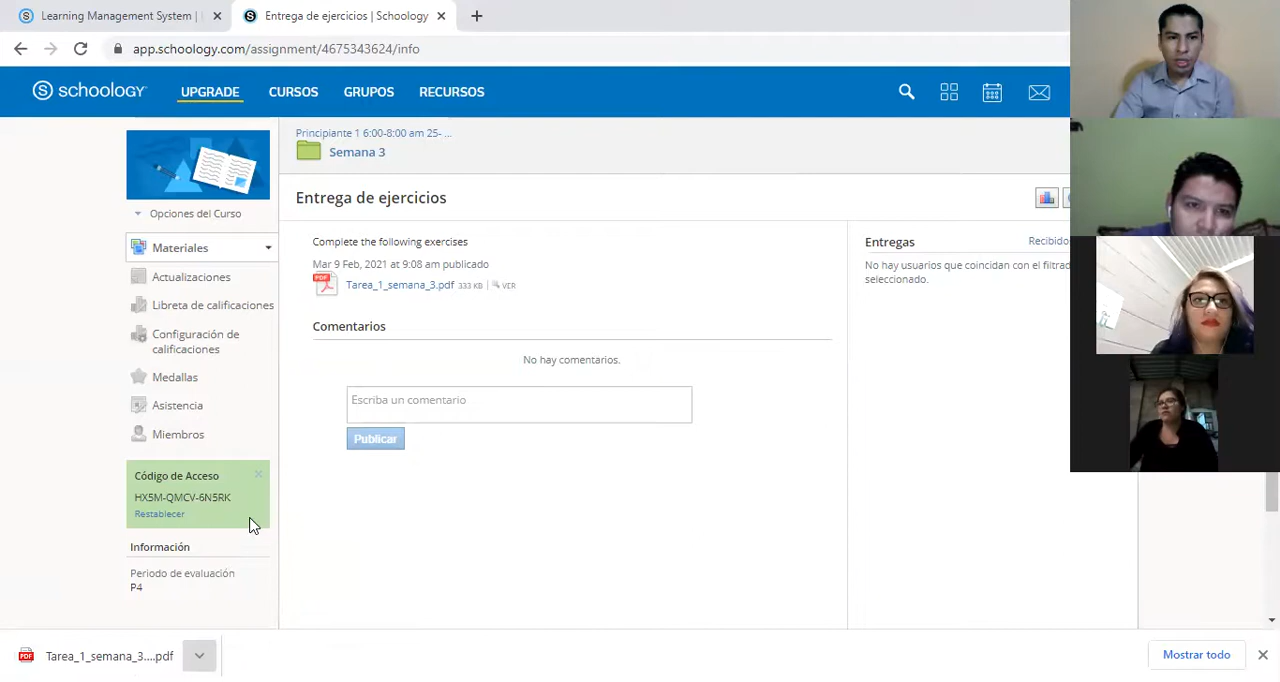 Learning Management System |
Entrega de ejercicios | Schoology
app.schoology.com/assignment/4675343624/info
schoology
UPGRADE
CURSOS
GRUPOS
RECURSOS
Principiante 1 6:00-8:00 am 25- ...
Semana 3
Opciones del Curso
Materiales
Actualizaciones
Libreta de calificaciones
Configuración de
calificaciones
Medallas
Asistencia
Miembros
Código de Acceso
HX5M-QMCV-6N5RK
Restablecer
Información
Periodo de evaluación
P4
Entrega de ejercicios
Complete the following exercises
Mar 9 Feb, 2021 at 9:08 am publicado
PDF
Tarea_1_semana_3.pdf 333 KB | VER
Comentarios
No hay comentarios.
Escriba un comentario
Publicar
Entregas
Recibido
No hay usuarios que coincidan con el filtrad
seleccionado.
PDF
Tarea_1_semana_3....pdf
Mostrar todo